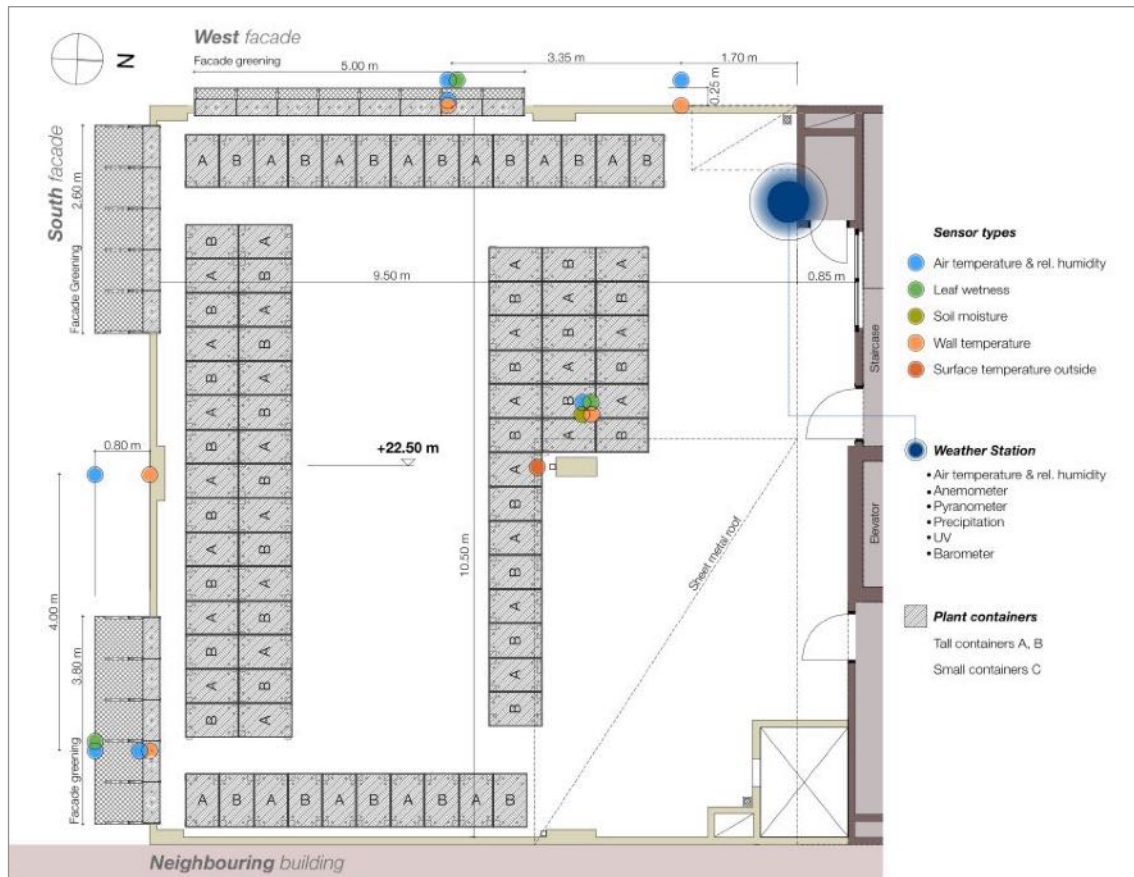 West facade
Facade greening
5.00 m
3.35 m
1.70 m
0.25 m
N
South facade
2.60 m
Facade Greening
A B A B A B A B A B A B A B
B A
A B
B A
A B
B A
A B
B A
A B
B A
A B
B A
A B
B A
A B
B A
9.50 m
0.85 m
A B A
B A B
A B A
B A B
A B A
B A B
A
B
A
B
A
B
A
B
+22.50 m
10.50 m
Sheet metal roof
Staircase
Elevator
0.80 m
4.00 m
3.80 m
Facade greening
A B A B A B A B A B
Neighbouring building
Sensor types
Air temperature & rel. humidity
Leaf wetness
Soil moisture
Wall temperature
Surface temperature outside
Weather Station
• Air temperature & rel. humidity
• Anemometer
• Pyranometer
• Precipitation
• UV
• Barometer
Plant containers
Tall containers A, B
Small containers C